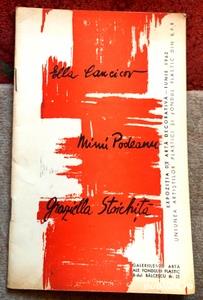 Ella Cancicov
Mimi Podeanu
Graziella Stoichiță
EXPOZIȚIA DE ARTĂ DECORATIVĂ - IUNIE 1962
UNIUNEA ARTIȘTILOR PLASTICI ȘI FONDUL PLASTIC DIN R.P.R.
GALERIILE DE ARTĂ
ALE FONDULUI PLASTIC
B-dul. BĂLCESCU Nr. 23